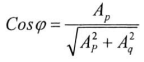 Cosφ = A_p / √(A_P^2 + A_q^2)